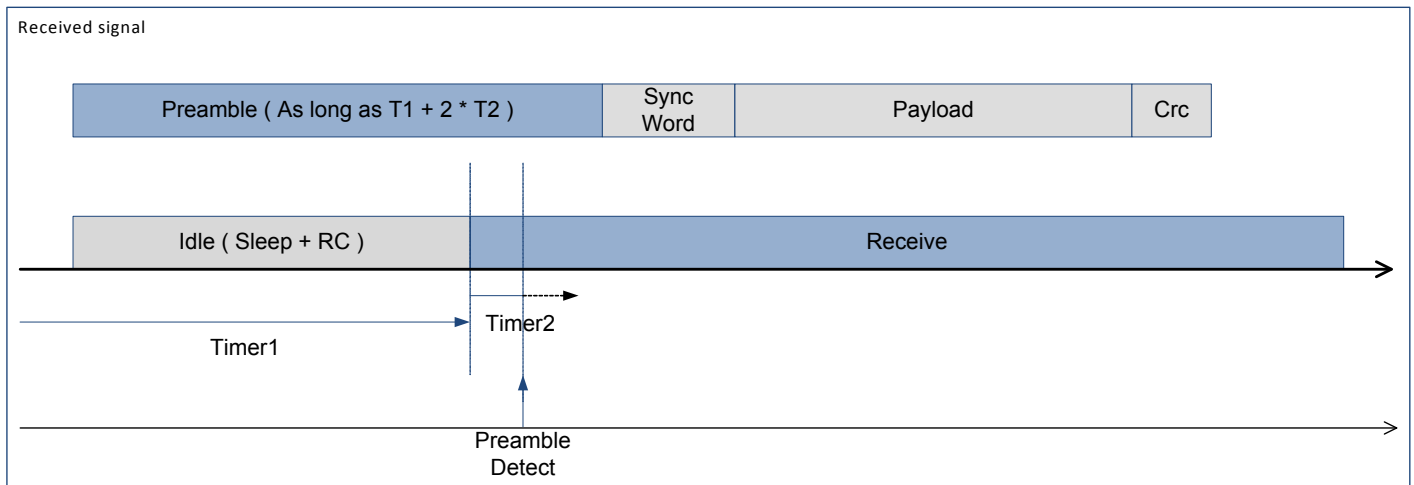 Received signal
Preamble ( As long as T1 + 2 * T2 )
Sync
Word
Payload
Crc
Idle ( Sleep + RC )
Receive
Timer2
Timer1
Preamble
Detect